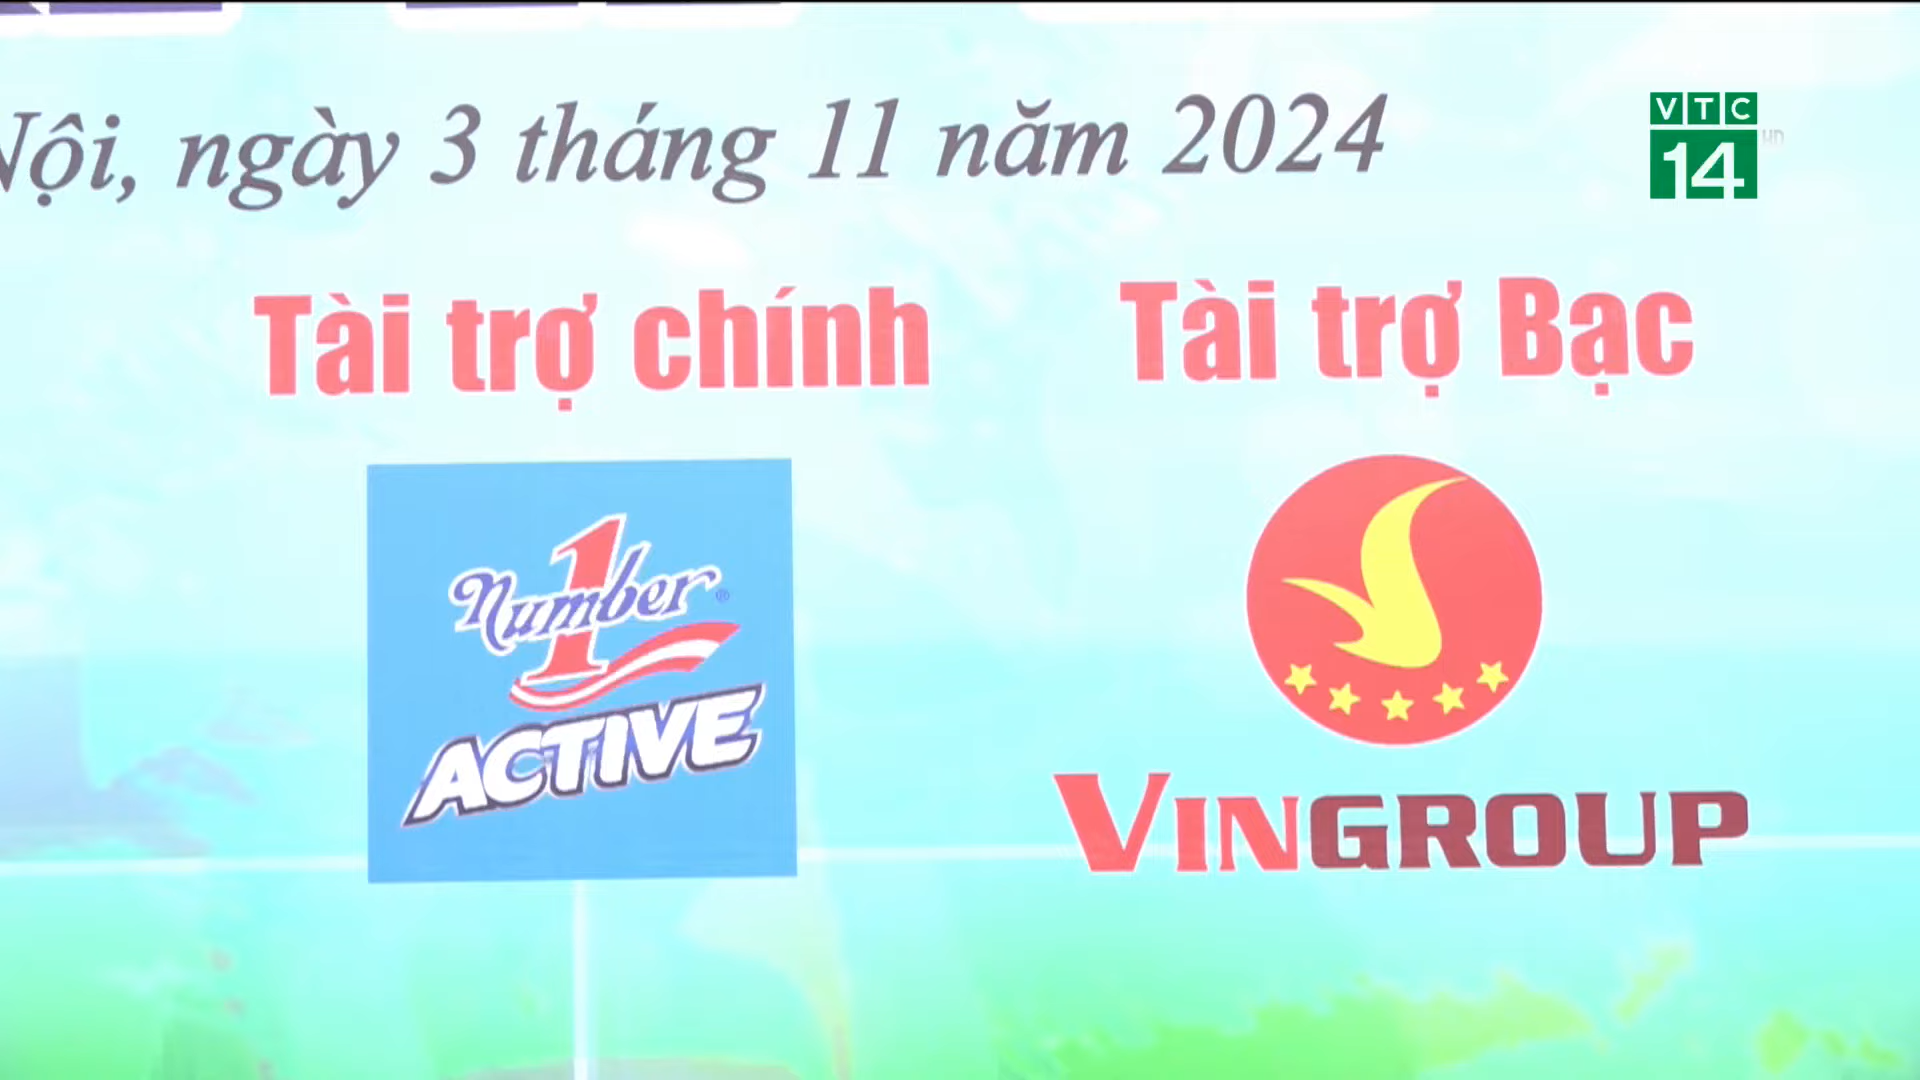 Nội, ngày 3 tháng 11 năm 2024
VTC
14
Tài trợ chính
Tài trợ Bạc
Number 1 ®
ACTIVE
VINGROUP